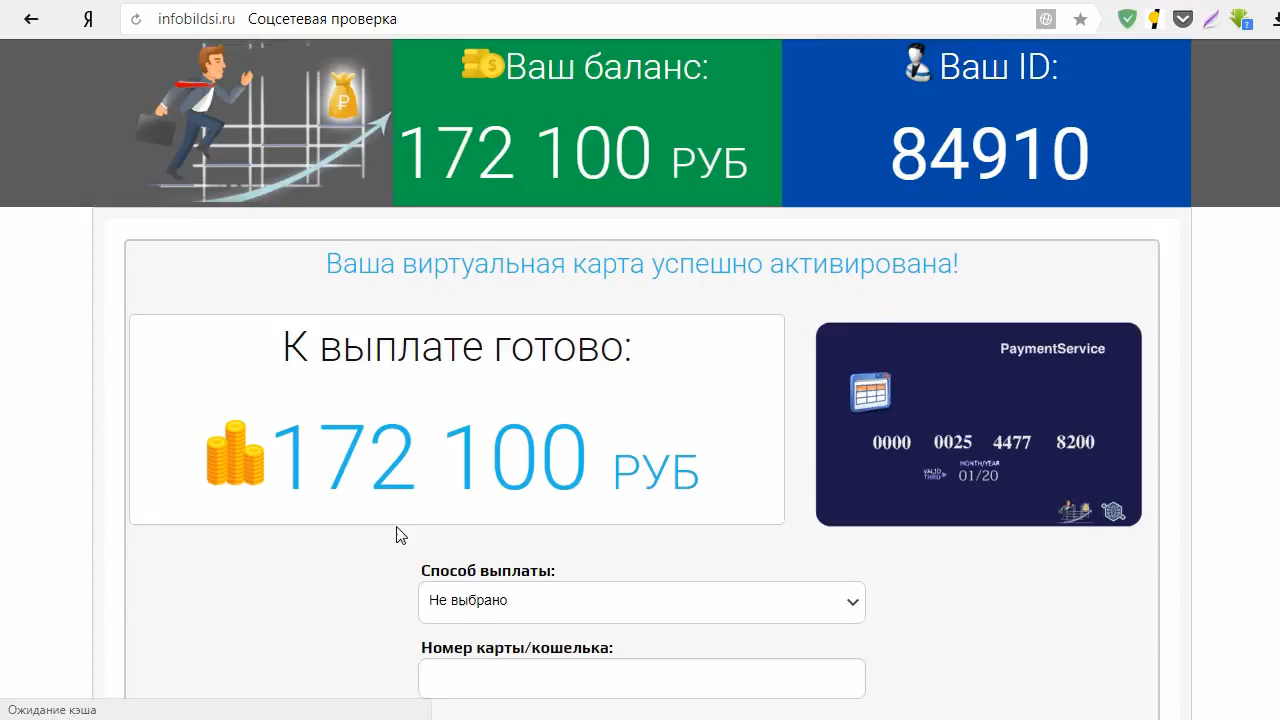 Я
infobildsi.ru Соцсетевая проверка
Ваш баланс:
172 100 РУБ
Ваш ID:
84910
Ваша виртуальная карта успешно активирована!
К выплате готово:
172 100 РУБ
PaymentService
0000 0025 4477 8200
MONTH/YEAR
VALID THRU
01/20
Способ выплаты:
Не выбрано
Номер карты/кошелька:
Ожидание кэша